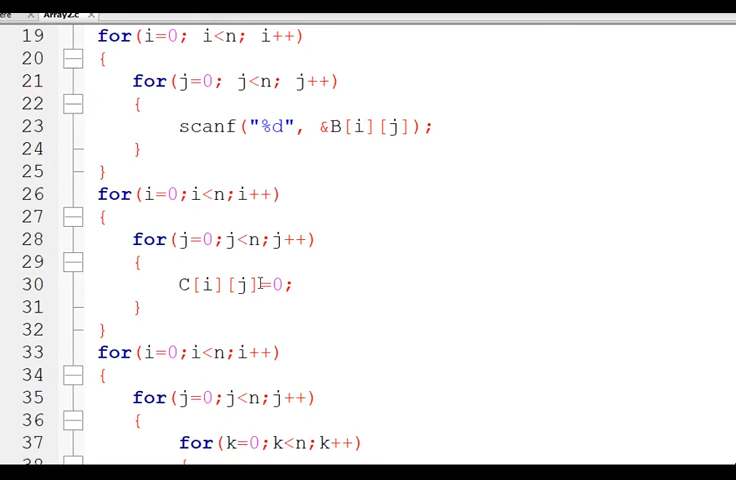 Array2.c
19 for(i=0; i<n; i++)
20 {
21 for(j=0; j<n; j++)
22 {
23 scanf("%d", &B[i][j]);
24 }
25 }
26 for(i=0;i<n;i++)
27 {
28 for(j=0;j<n;j++)
29 {
30 C[i][j]=0;
31 }
32 }
33 for(i=0;i<n;i++)
34 {
35 for(j=0;j<n;j++)
36 {
37 for(k=0;k<n;k++)
38 {